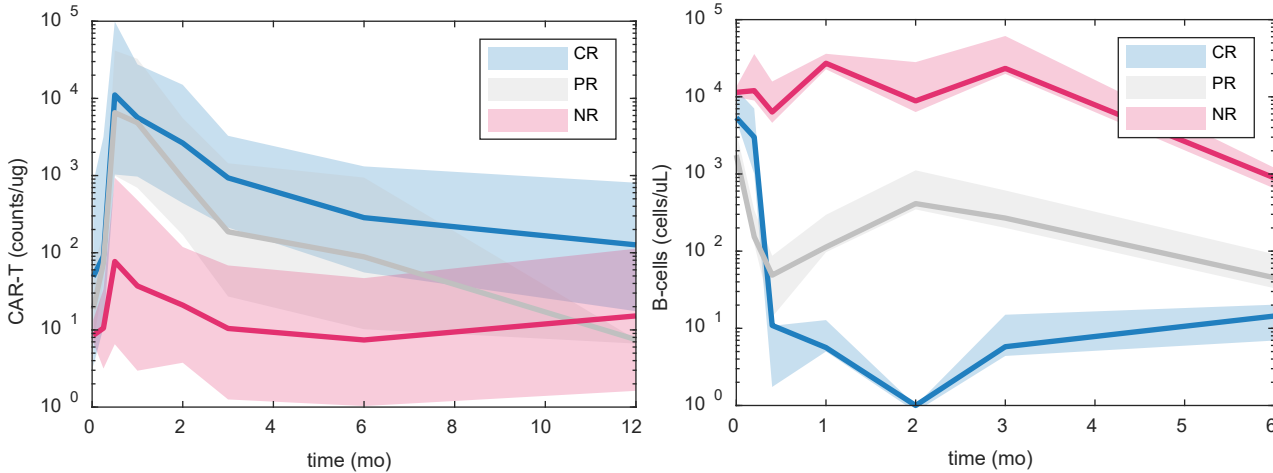 10 5
10 4
10 3
10 2
10 1
10 0
CAR-T (counts/ug)
CR
PR
NR
0 2 4 6 8 10 12
time (mo)
10 5
10 4
10 3
10 2
10 1
10 0
B-cells (cells/uL)
CR
PR
NR
0 1 2 3 4 5 6
time (mo)